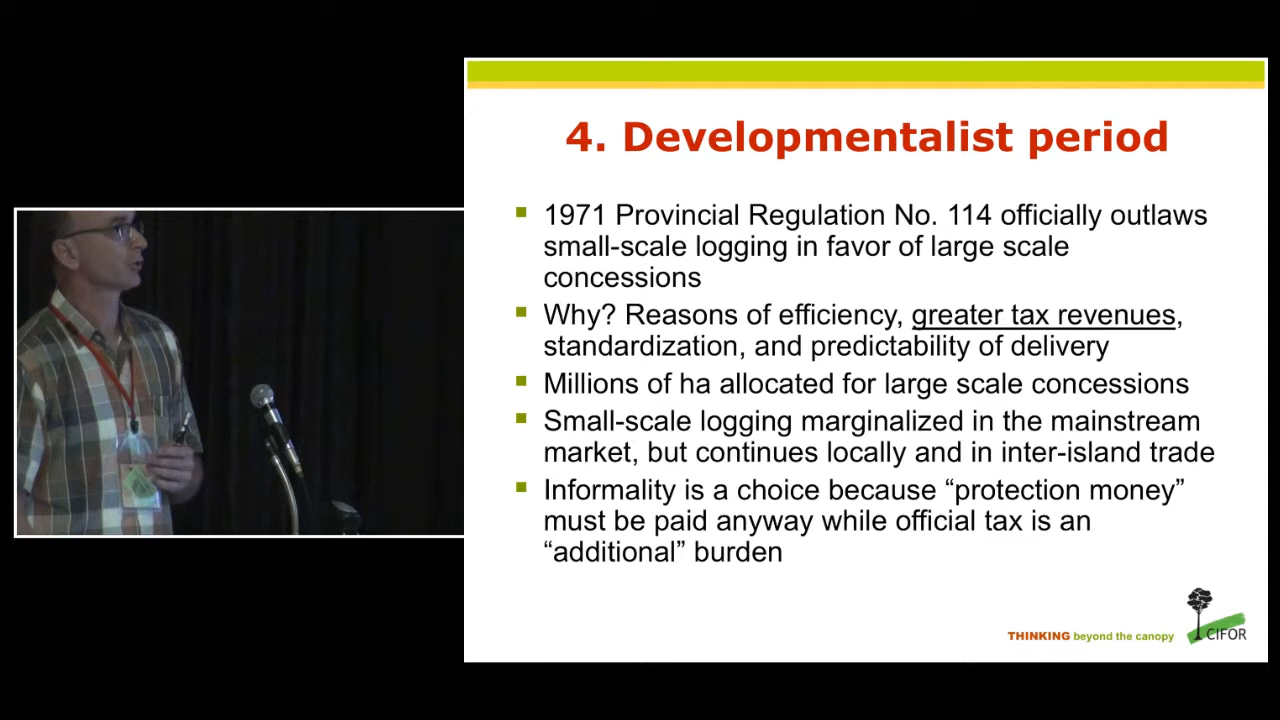 4. Developmentalist period
1971 Provincial Regulation No. 114 officially outlaws
small-scale logging in favor of large scale
concessions
Why? Reasons of efficiency, greater tax revenues,
standardization, and predictability of delivery
Millions of ha allocated for large scale concessions
Small-scale logging marginalized in the mainstream
market, but continues locally and in inter-island trade
Informality is a choice because “protection money”
must be paid anyway while official tax is an
“additional” burden
THINKING beyond the canopy
CIFOR